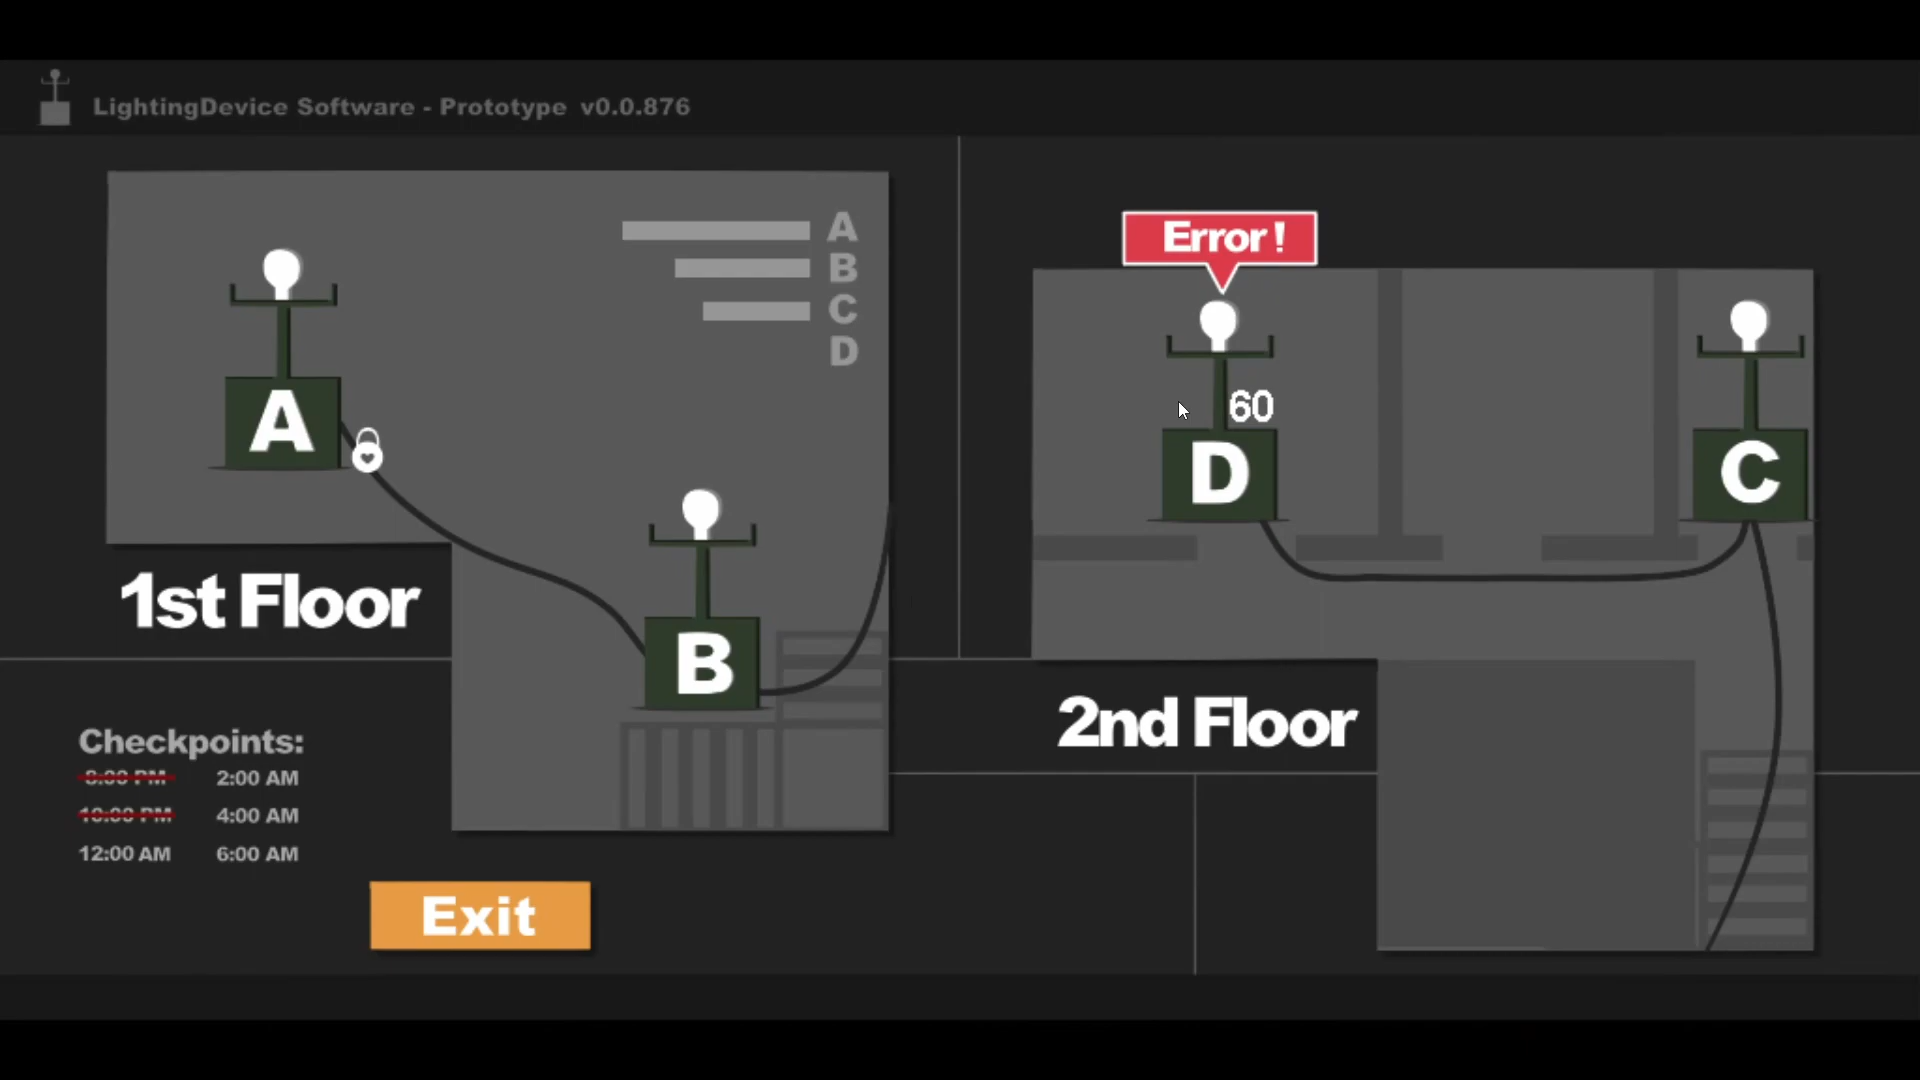 LightingDevice Software - Prototype v0.0.876
A
B
C
D
A
B
1st Floor
Error!
60
D
C
2nd Floor
Checkpoints:
8:00 PM 2:00 AM
10:00 PM 4:00 AM
12:00 AM 6:00 AM
Exit